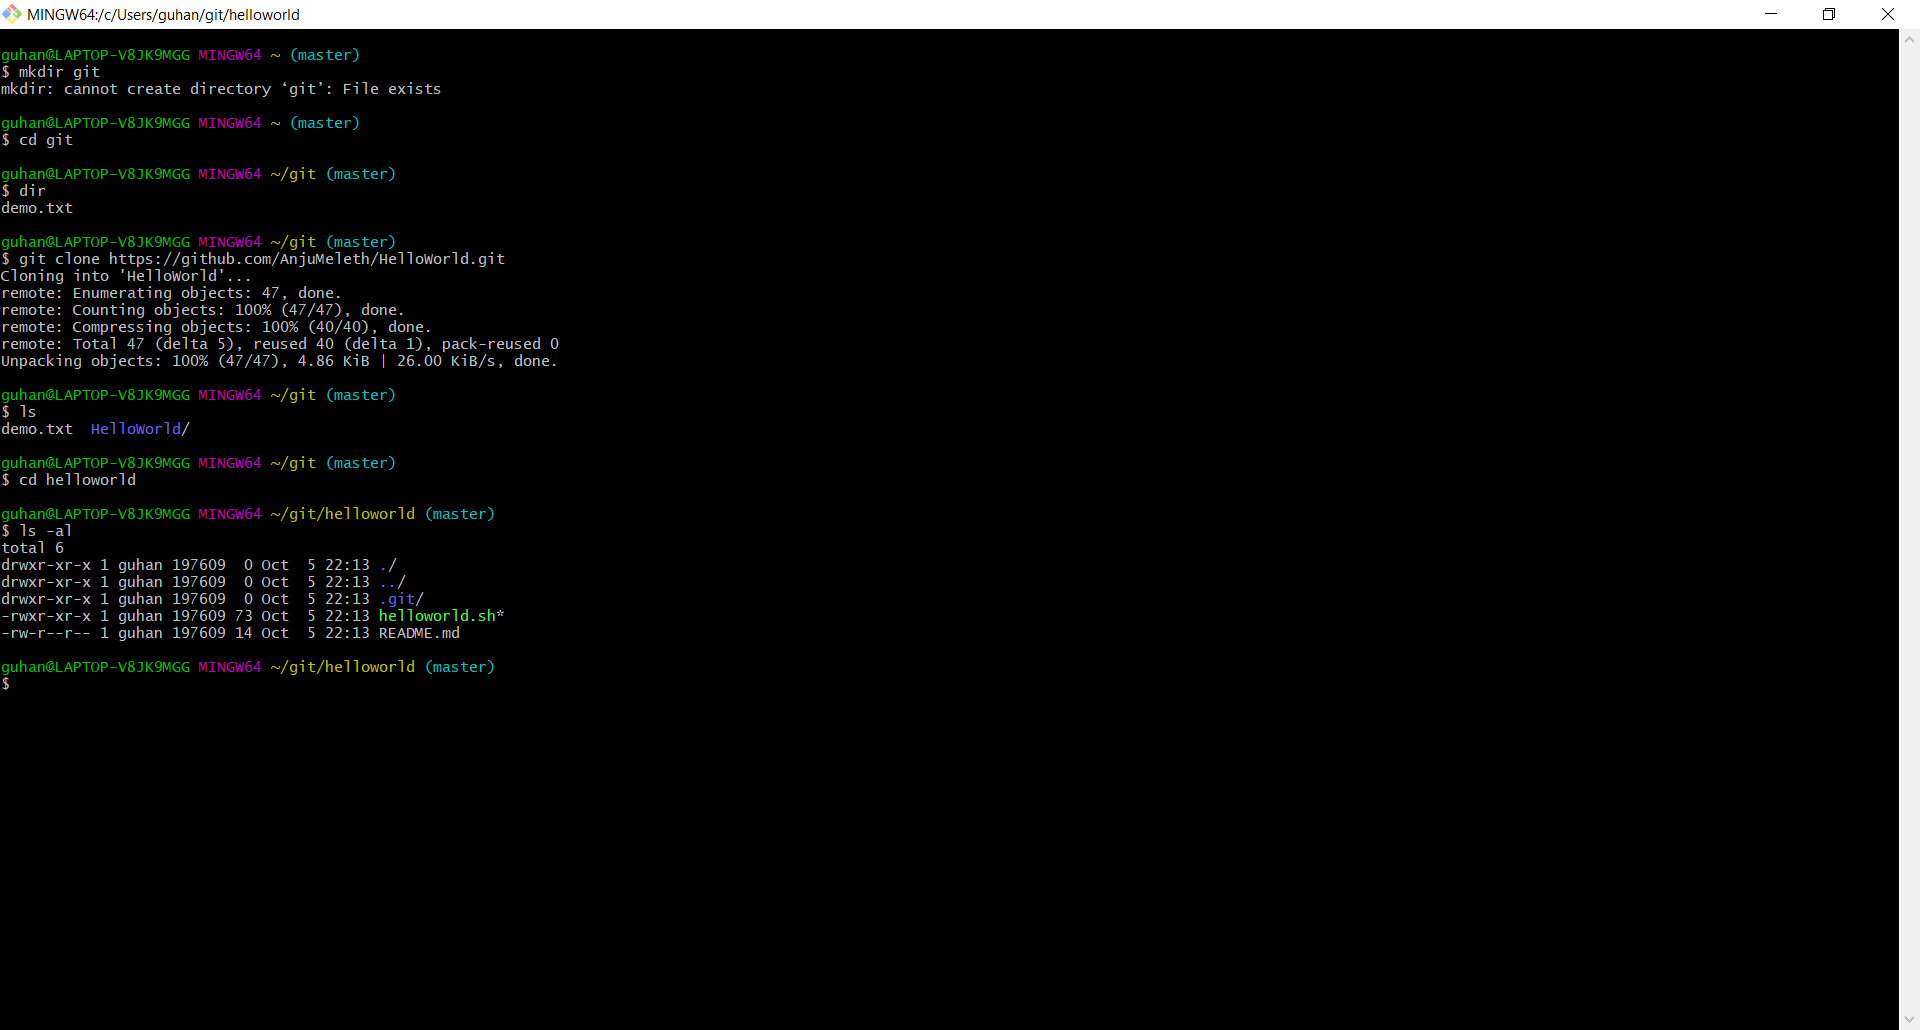 MINGW64:/c/Users/guhan/git/helloworld
guhan@LAPTOP-V8JK9MGG MINGW64 ~ (master)
$ mkdir git
mkdir: cannot create directory ‘git’: File exists
guhan@LAPTOP-V8JK9MGG MINGW64 ~ (master)
$ cd git
guhan@LAPTOP-V8JK9MGG MINGW64 ~/git (master)
$ dir
demo.txt
guhan@LAPTOP-V8JK9MGG MINGW64 ~/git (master)
$ git clone https://github.com/AnjuMeleth/HelloWorld.git
Cloning into 'HelloWorld'...
remote: Enumerating objects: 47, done.
remote: Counting objects: 100% (47/47), done.
remote: Compressing objects: 100% (40/40), done.
remote: Total 47 (delta 5), reused 40 (delta 1), pack-reused 0
Unpacking objects: 100% (47/47), 4.86 KiB | 26.00 KiB/s, done.
guhan@LAPTOP-V8JK9MGG MINGW64 ~/git (master)
$ ls
demo.txt  HelloWorld/
guhan@LAPTOP-V8JK9MGG MINGW64 ~/git (master)
$ cd helloworld
guhan@LAPTOP-V8JK9MGG MINGW64 ~/git/helloworld (master)
$ ls -al
total 6
drwxr-xr-x 1 guhan 197609  0 Oct  5 22:13 ./
drwxr-xr-x 1 guhan 197609  0 Oct  5 22:13 ../
drwxr-xr-x 1 guhan 197609  0 Oct  5 22:13 .git/
-rwxr-xr-x 1 guhan 197609 73 Oct  5 22:13 helloworld.sh*
-rw-r--r-- 1 guhan 197609 14 Oct  5 22:13 README.md
guhan@LAPTOP-V8JK9MGG MINGW64 ~/git/helloworld (master)
$